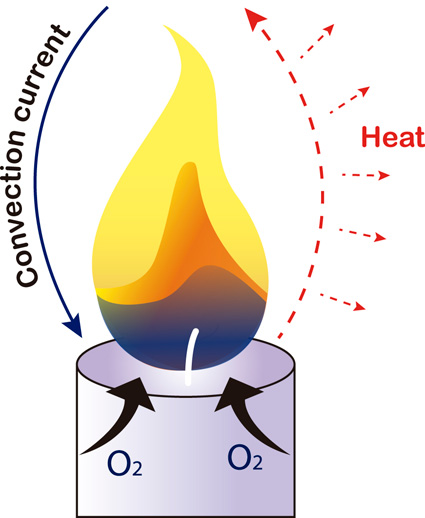 Convection current
Heat
O₂
O₂